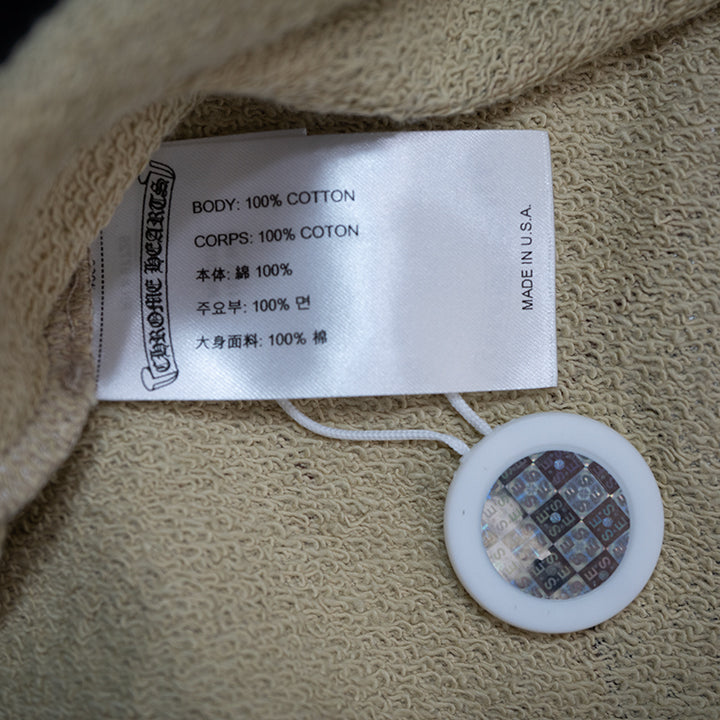 CHROME HEARTS
BODY: 100% COTTON
CORPS: 100% COTON
本体: 綿 100%
주요부: 100% 면
大身面料: 100% 棉
MADE IN U.S.A.